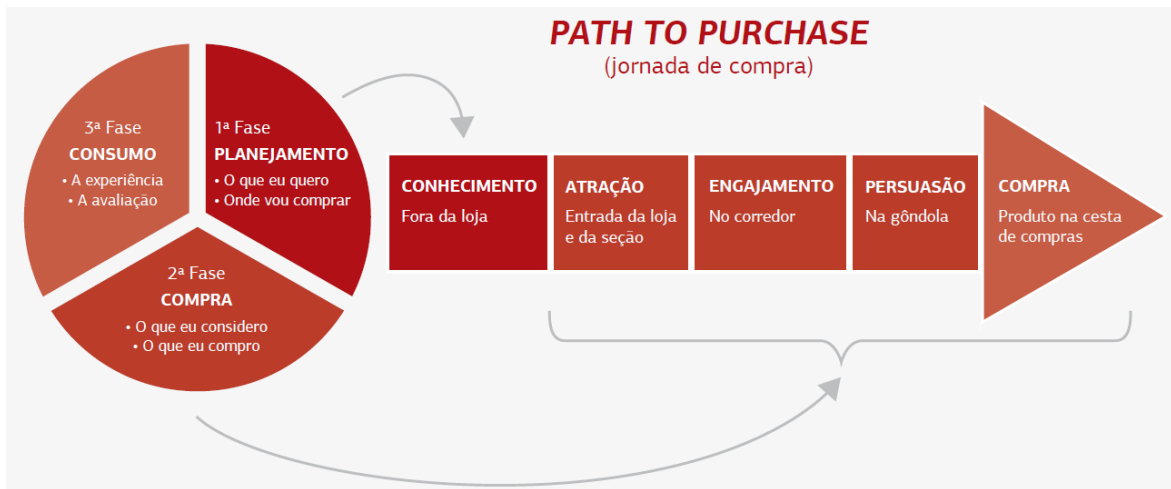 PATH TO PURCHASE
(jornada de compra)
3ª Fase
CONSUMO
• A experiência
• A avaliação
1ª Fase
PLANEJAMENTO
• O que eu quero
• Onde vou comprar
2ª Fase
COMPRA
• O que eu considero
• O que eu compro
CONHECIMENTO
Fora da loja
ATRAÇÃO
Entrada da loja
e da seção
ENGAJAMENTO
No corredor
PERSUASÃO
Na gôndola
COMPRA
Produto na cesta
de compras